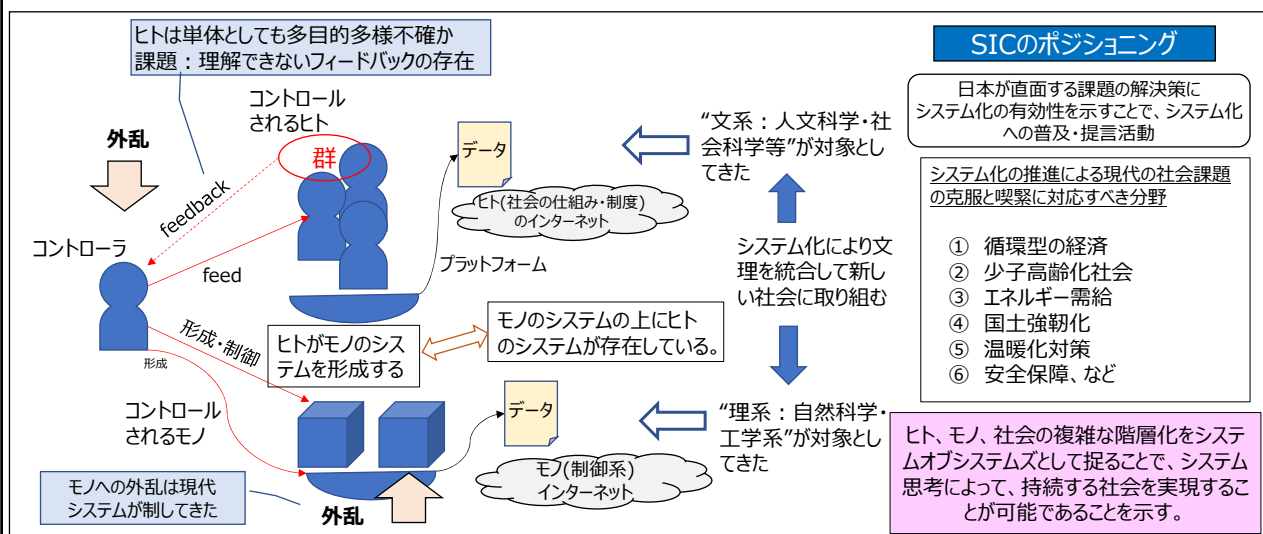 ヒトは単体としても多目的多様不確か
課題：理解できないフィードバックの存在
コントロール
されるヒト
外乱
群
feedback
コントローラ
feed
データ
ヒト(社会の仕組み・制度)
のインターネット
プラットフォーム
形成・制御
形成
ヒトがモノのシス
テムを形成する
モノのシステムの上にヒト
のシステムが存在している。
コントロール
されるモノ
データ
モノ(制御系)
インターネット
モノへの外乱は現代
システムが制してきた
外乱
“文系：人文科学・社
会科学等”が対象とし
てきた
システム化により文
理を統合して新し
い社会に取り組む
“理系：自然科学・
工学系”が対象とし
てきた
SICのポジショニング
日本が直面する課題の解決策に
システム化の有効性を示すことで、システム化
への普及・提言活動
システム化の推進による現代の社会課題
の克服と喫緊に対応すべき分野
① 循環型の経済
② 少子高齢化社会
③ エネルギー需給
④ 国土強靭化
⑤ 温暖化対策
⑥ 安全保障、など
ヒト、モノ、社会の複雑な階層化をシステ
ムオブシステムズとして捉ることで、システム
思考によって、持続する社会を実現するこ
とが可能であることを示す。